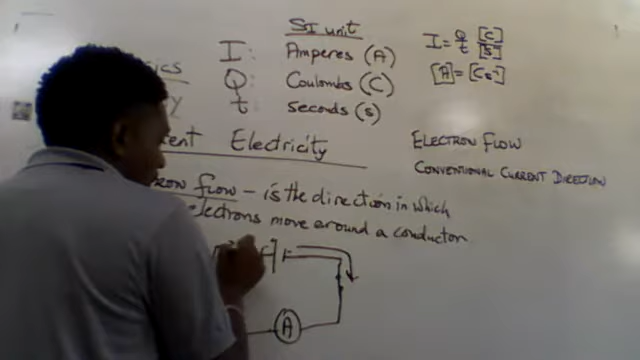 SI unit
I: Amperes (A)
Q: Coulombs (C)
t seconds (s)
I = Q/t [C]/[S]
[A] = [Cs⁻¹]
Electricity
ELECTRON FLOW
CONVENTIONAL CURRENT DIRECTION
flow - is the direction in which
electrons move around a conductor
A